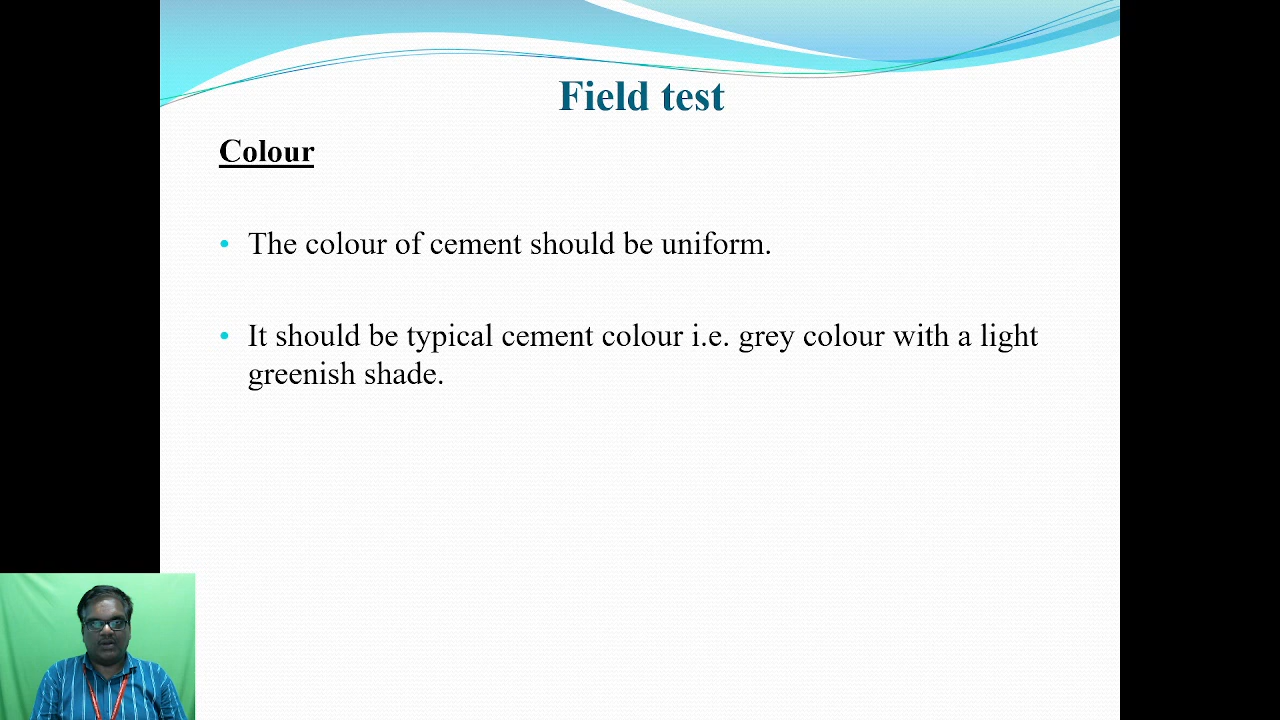 Field test
Colour
• The colour of cement should be uniform.
• It should be typical cement colour i.e. grey colour with a light
greenish shade.